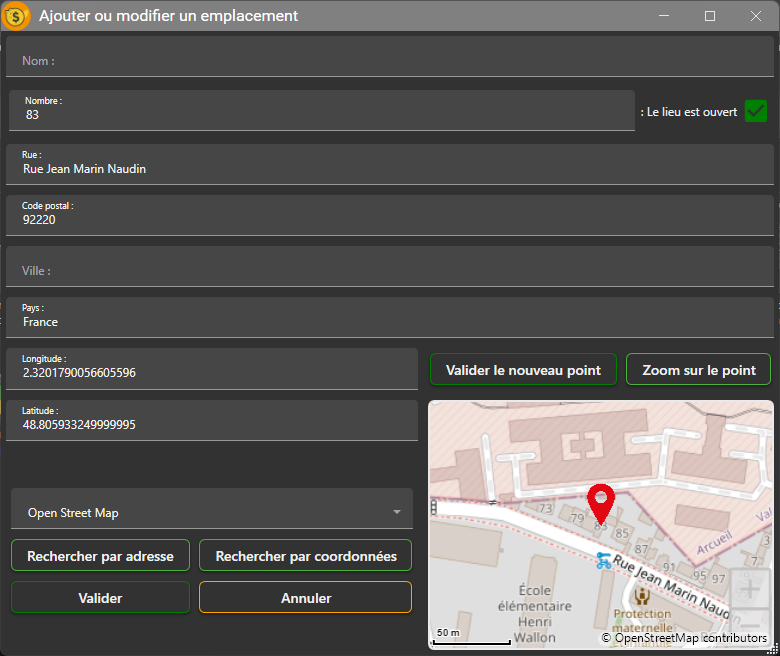 Ajouter ou modifier un emplacement
Nom :
Nombre :
83
: Le lieu est ouvert
Rue :
Rue Jean Marin Naudin
Code postal :
92220
Ville :
Pays :
France
Longitude :
2.3201790056605596
Valider le nouveau point
Zoom sur le point
Latitude :
48.805933249999995
Open Street Map
Rechercher par adresse
Rechercher par coordonnées
Valider
Annuler
73
79
83
85
87
91
95
97
7
3
Arcueil
Rue Jean Marin Naud
École
élémentaire
Henri
Wallon
Protection
maternelle
50 m
© OpenStreetMap contributors